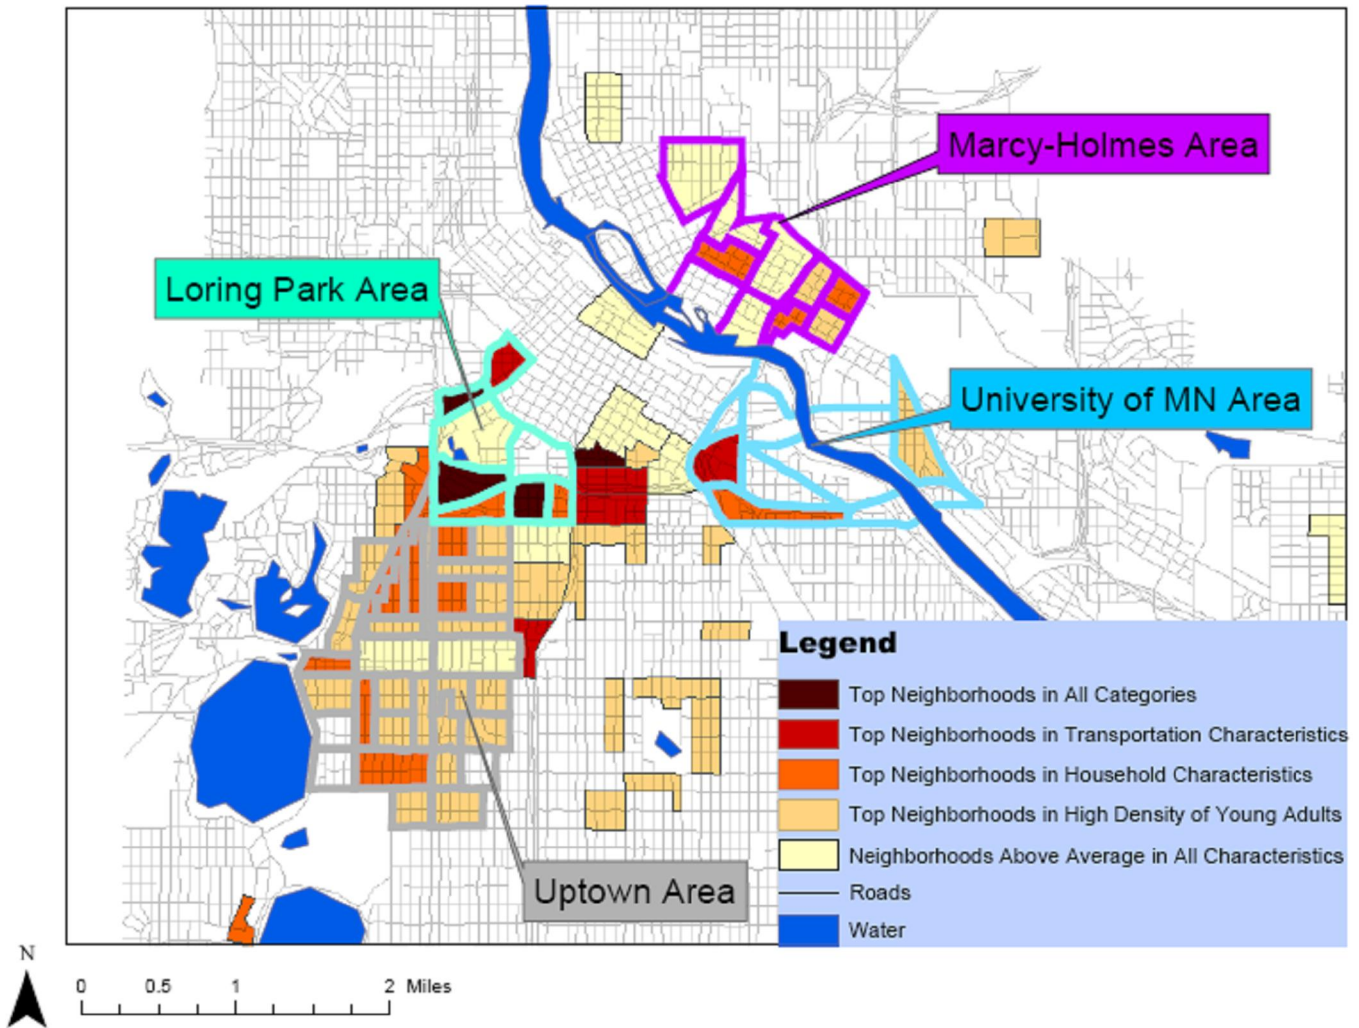 Marcy-Holmes Area
Loring Park Area
University of MN Area
Uptown Area
Legend
Top Neighborhoods in All Categories
Top Neighborhoods in Transportation Characteristics
Top Neighborhoods in Household Characteristics
Top Neighborhoods in High Density of Young Adults
Neighborhoods Above Average in All Characteristics
Roads
Water
N
0 0.5 1 2 Miles